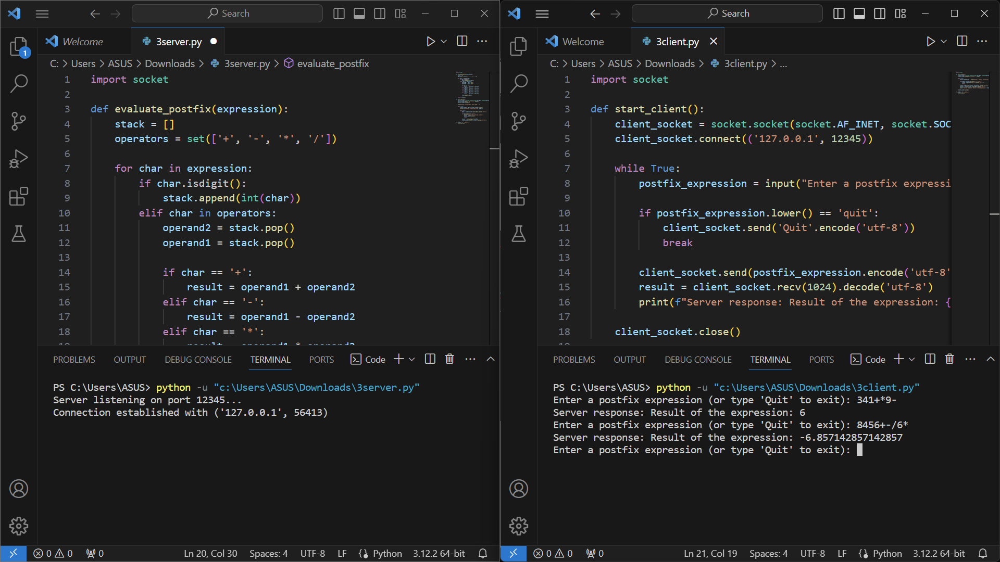 Search
Welcome
3server.py
C: > Users > ASUS > Downloads > 3server.py > evaluate_postfix
1 import socket
2
3 def evaluate_postfix(expression):
4     stack = []
5     operators = set(['+', '-', '*', '/'])
6
7     for char in expression:
8         if char.isdigit():
9             stack.append(int(char))
10         elif char in operators:
11             operand2 = stack.pop()
12             operand1 = stack.pop()
13
14             if char == '+':
15                 result = operand1 + operand2
16             elif char == '-':
17                 result = operand1 - operand2
18             elif char == '*':
PROBLEMS OUTPUT DEBUG CONSOLE TERMINAL PORTS Code
PS C:\Users\ASUS> python -u "c:\Users\ASUS\Downloads\3server.py"
Server listening on port 12345...
Connection established with ('127.0.0.1', 56413)
1
0 0 0 Ln 20, Col 30 Spaces: 4 UTF-8 LF {} Python 3.12.2 64-bit
Search
Welcome
3client.py
C: > Users > ASUS > Downloads > 3client.py > ...
1 import socket
2
3 def start_client():
4     client_socket = socket.socket(socket.AF_INET, socket.SOC
5     client_socket.connect(('127.0.0.1', 12345))
6
7     while True:
8         postfix_expression = input("Enter a postfix expressi
9
10         if postfix_expression.lower() == 'quit':
11             client_socket.send('Quit'.encode('utf-8'))
12             break
13
14         client_socket.send(postfix_expression.encode('utf-8'
15         result = client_socket.recv(1024).decode('utf-8')
16         print(f"Server response: Result of the expression: {
17
18     client_socket.close()
PROBLEMS OUTPUT DEBUG CONSOLE TERMINAL PORTS Code
PS C:\Users\ASUS> python -u "c:\Users\ASUS\Downloads\3client.py"
Enter a postfix expression (or type 'Quit' to exit): 341+*9-
Server response: Result of the expression: 6
Enter a postfix expression (or type 'Quit' to exit): 8456+-/6*
Server response: Result of the expression: -6.857142857142857
Enter a postfix expression (or type 'Quit' to exit):
0 0 0 Ln 21, Col 19 Spaces: 4 UTF-8 LF {} Python 3.12.2 64-bit